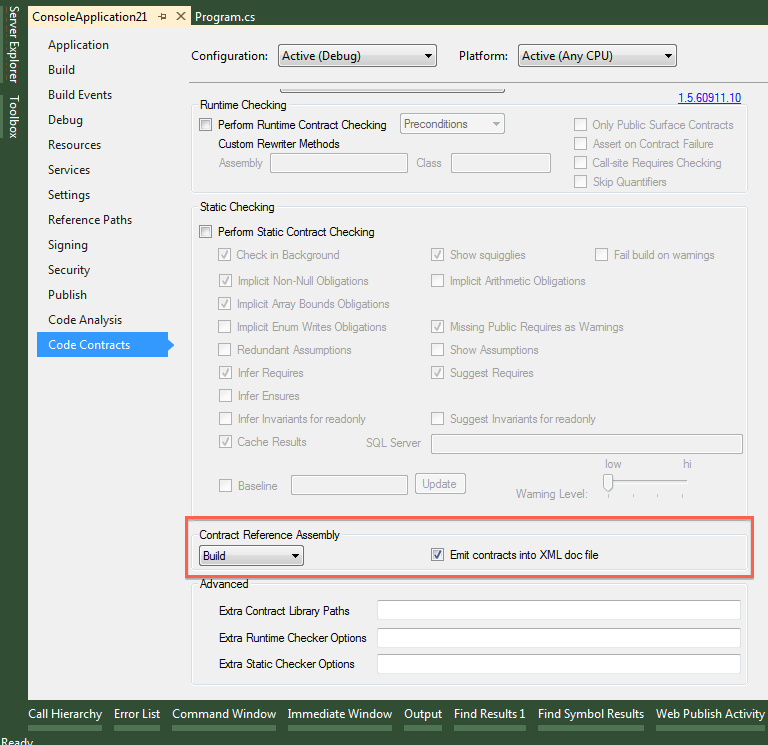 Server Explorer
Toolbox
ConsoleApplication21
Program.cs
Application
Build
Build Events
Debug
Resources
Services
Settings
Reference Paths
Signing
Security
Publish
Code Analysis
Code Contracts
Configuration: Active (Debug) Platform: Active (Any CPU)
1.5.60911.10
Runtime Checking
Perform Runtime Contract Checking Preconditions Only Public Surface Contracts
Custom Rewriter Methods Assert on Contract Failure
Assembly Class Call-site Requires Checking
Skip Quantifiers
Static Checking
Perform Static Contract Checking
Check in Background Show squigglies Fail build on warnings
Implicit Non-Null Obligations Implicit Arithmetic Obligations
Implicit Array Bounds Obligations
Implicit Enum Writes Obligations Missing Public Requires as Warnings
Redundant Assumptions Show Assumptions
Infer Requires Suggest Requires
Infer Ensures
Infer Invariants for readonly Suggest Invariants for readonly
Cache Results SQL Server
low hi
Baseline Update Warning Level:
Contract Reference Assembly
Build Emit contracts into XML doc file
Advanced
Extra Contract Library Paths
Extra Runtime Checker Options
Extra Static Checker Options
Call Hierarchy Error List Command Window Immediate Window Output Find Results 1 Find Symbol Results Web Publish Activity
Ready